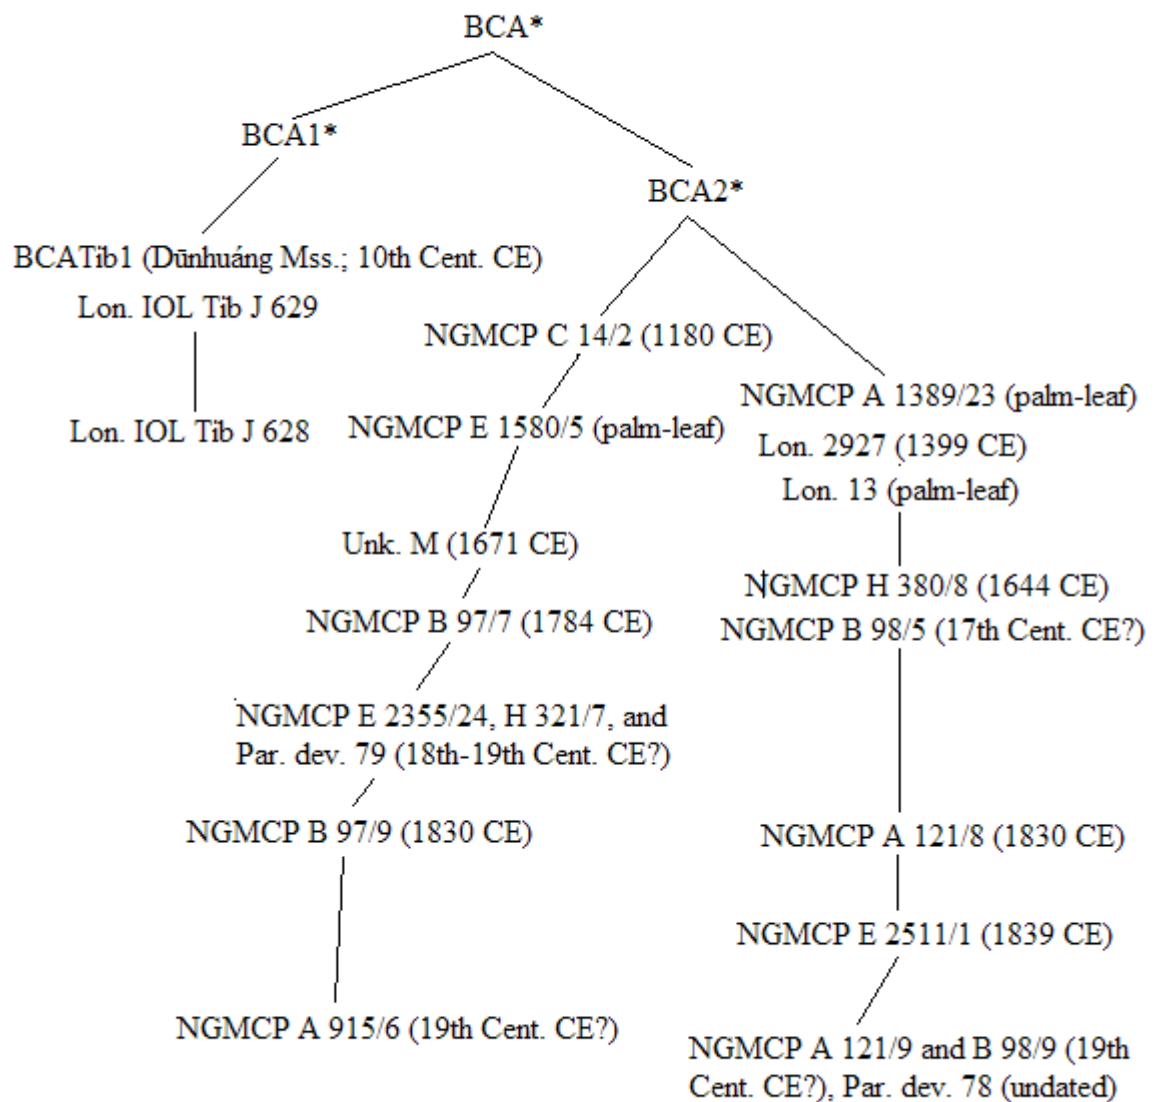 BCA*
BCA1*
BCA2*
BCATib1 (Dūnhuáng Mss.; 10th Cent. CE)
Lon. IOL Tib J 629
Lon. IOL Tib J 628
NGMCP C 14/2 (1180 CE)
NGMCP E 1580/5 (palm-leaf)
Unk. M (1671 CE)
NGMCP B 97/7 (1784 CE)
NGMCP E 2355/24, H 321/7, and
Par. dev. 79 (18th-19th Cent. CE?)
NGMCP B 97/9 (1830 CE)
NGMCP A 915/6 (19th Cent. CE?)
NGMCP A 1389/23 (palm-leaf)
Lon. 2927 (1399 CE)
Lon. 13 (palm-leaf)
NGMCP H 380/8 (1644 CE)
NGMCP B 98/5 (17th Cent. CE?)
NGMCP A 121/8 (1830 CE)
NGMCP E 2511/1 (1839 CE)
NGMCP A 121/9 and B 98/9 (19th
Cent. CE?), Par. dev. 78 (undated)